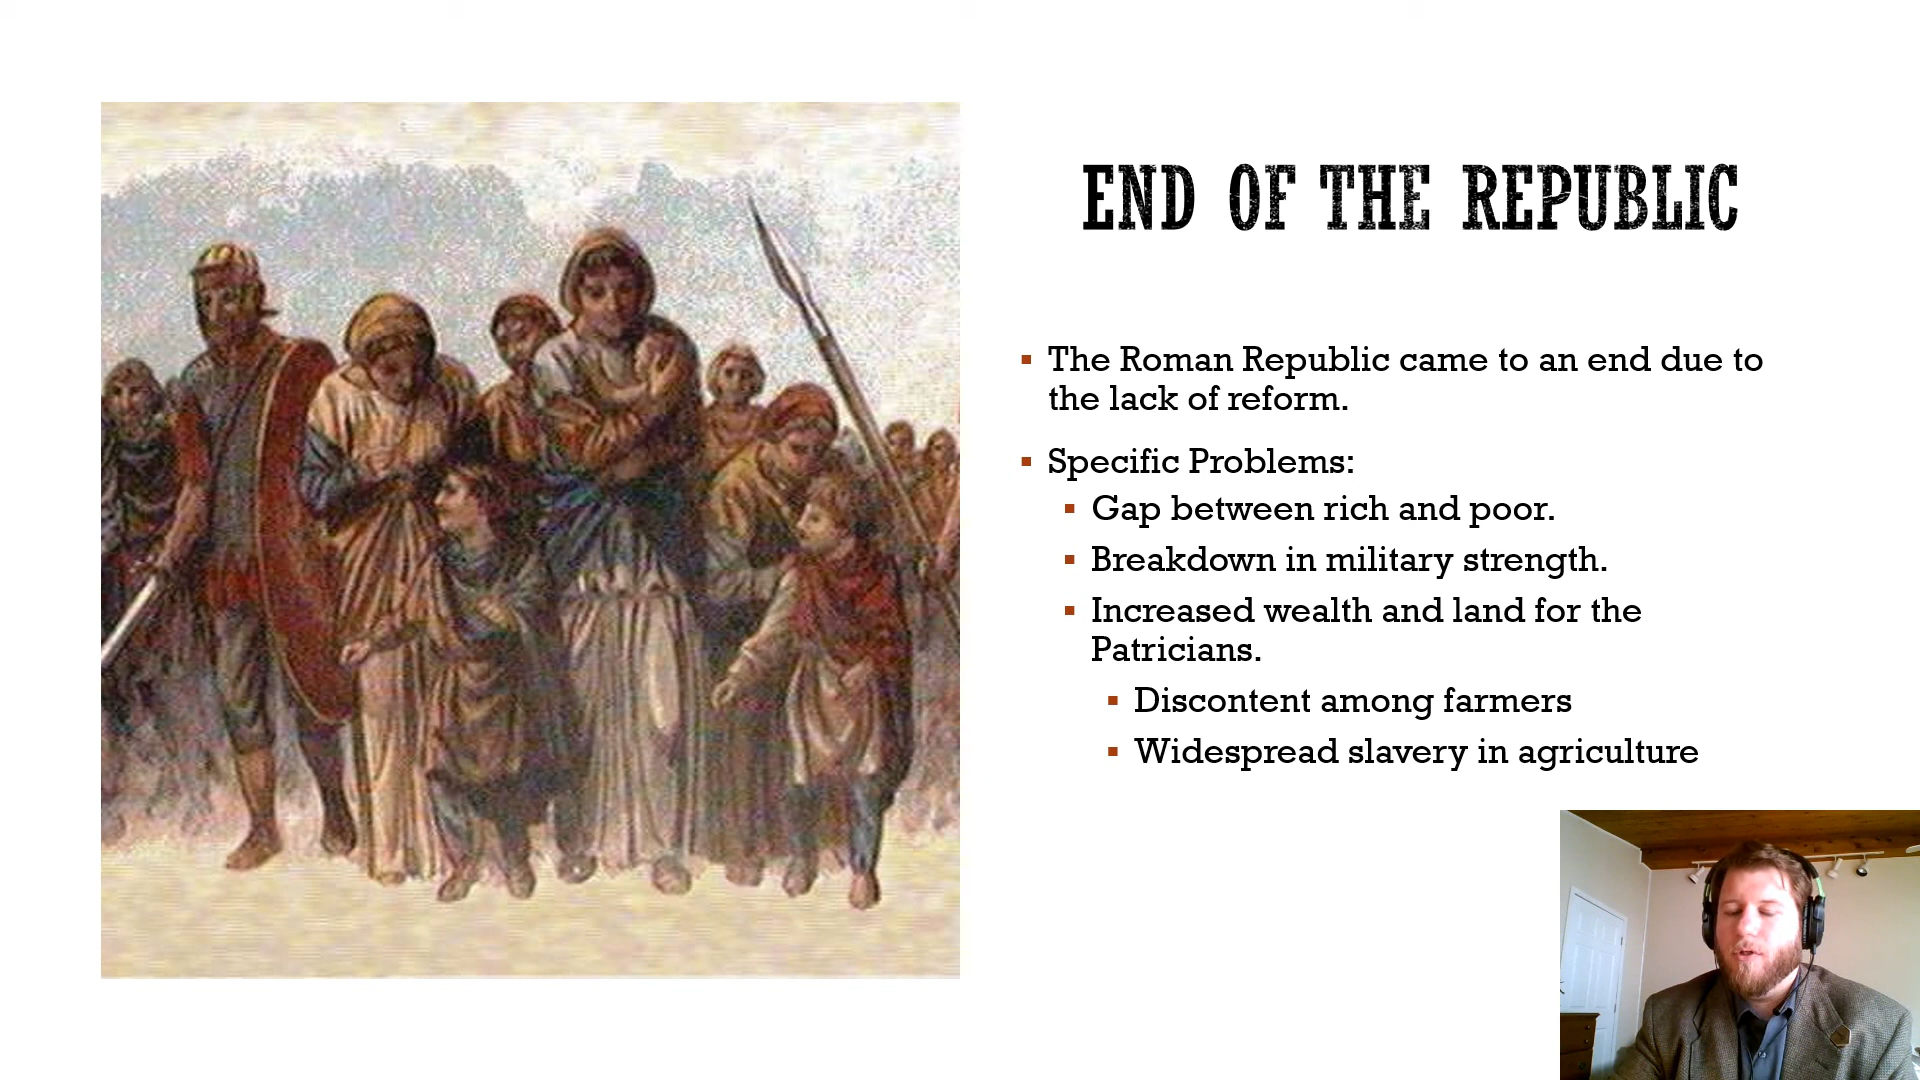 END OF THE REPUBLIC
▪ The Roman Republic came to an end due to
the lack of reform.
▪ Specific Problems:
▪ Gap between rich and poor.
▪ Breakdown in military strength.
▪ Increased wealth and land for the
Patricians.
▪ Discontent among farmers
▪ Widespread slavery in agriculture